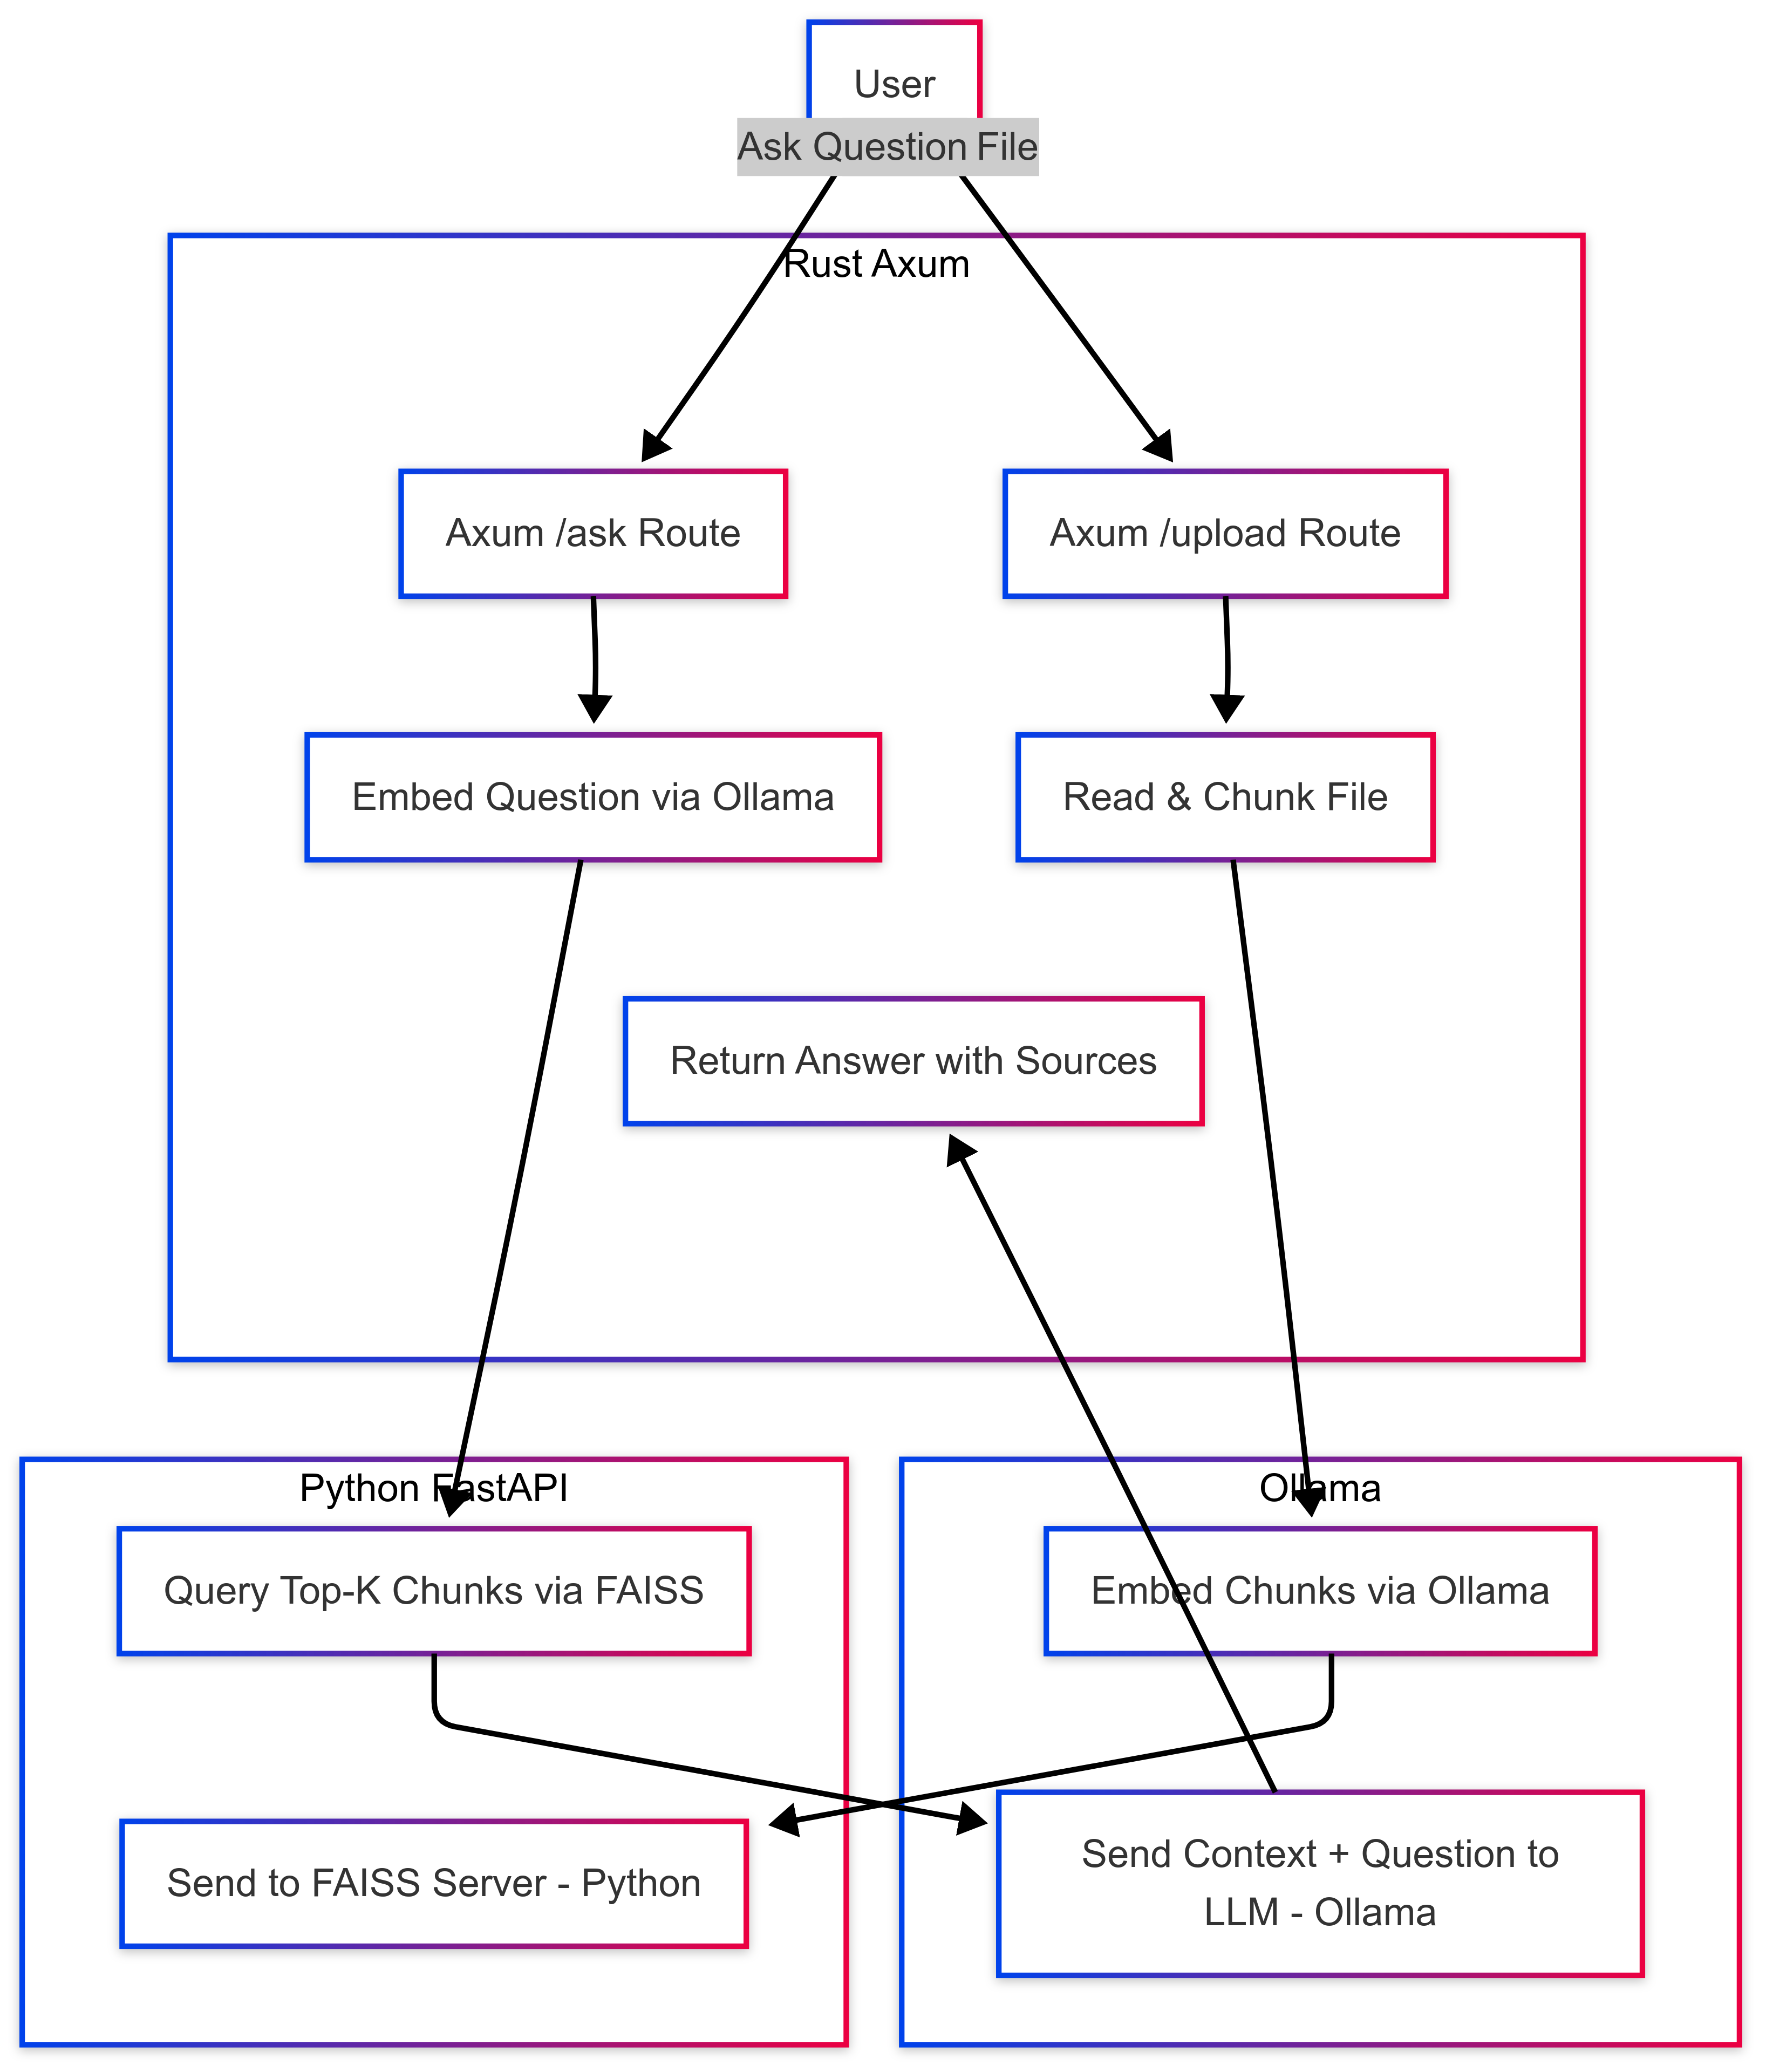 User
Ask Question File
Rust Axum
Axum /ask Route
Axum /upload Route
Embed Question via Ollama
Read & Chunk File
Return Answer with Sources
Python FastAPI
Ollama
Query Top-K Chunks via FAISS
Embed Chunks via Ollama
Send to FAISS Server - Python
Send Context + Question to
LLM - Ollama